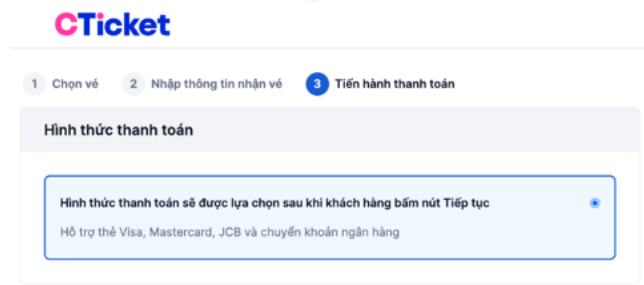 CTicket
1 Chọn vé 2 Nhập thông tin nhận vé 3 Tiến hành thanh toán
Hình thức thanh toán
Hình thức thanh toán sẽ được lựa chọn sau khi khách hàng bấm nút Tiếp tục
Hỗ trợ thẻ Visa, Mastercard, JCB và chuyển khoản ngân hàng